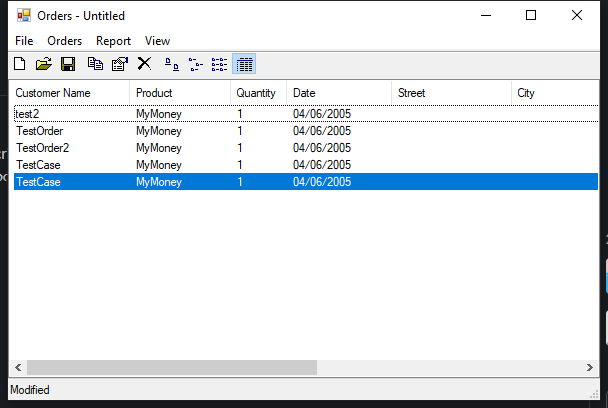 Orders - Untitled
File Orders Report View
Customer Name Product Quantity Date Street City
test2 MyMoney 1 04/06/2005
TestOrder MyMoney 1 04/06/2005
TestOrder2 MyMoney 1 04/06/2005
TestCase MyMoney 1 04/06/2005
TestCase MyMoney 1 04/06/2005
Modified